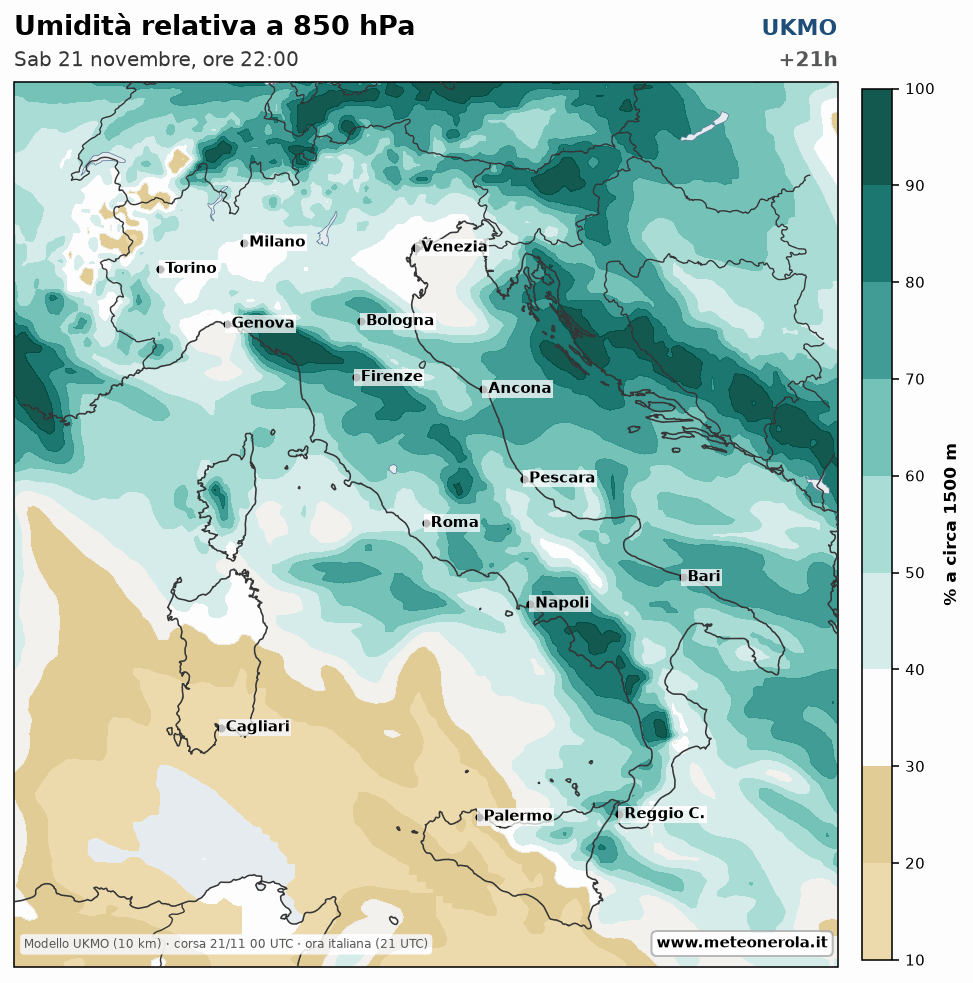 Umidità relativa a 850 hPa
UKMO
Sab 21 novembre, ore 22:00
+21h
100
90
80
70
60
50
40
30
20
10
% a circa 1500 m
Milano
Venezia
Torino
Genova
Bologna
Firenze
Ancona
Pescara
Roma
Bari
Napoli
Cagliari
Palermo
Reggio C.
Modello UKMO (10 km) · corsa 21/11 00 UTC · ora italiana (21 UTC)
www.meteonerola.it